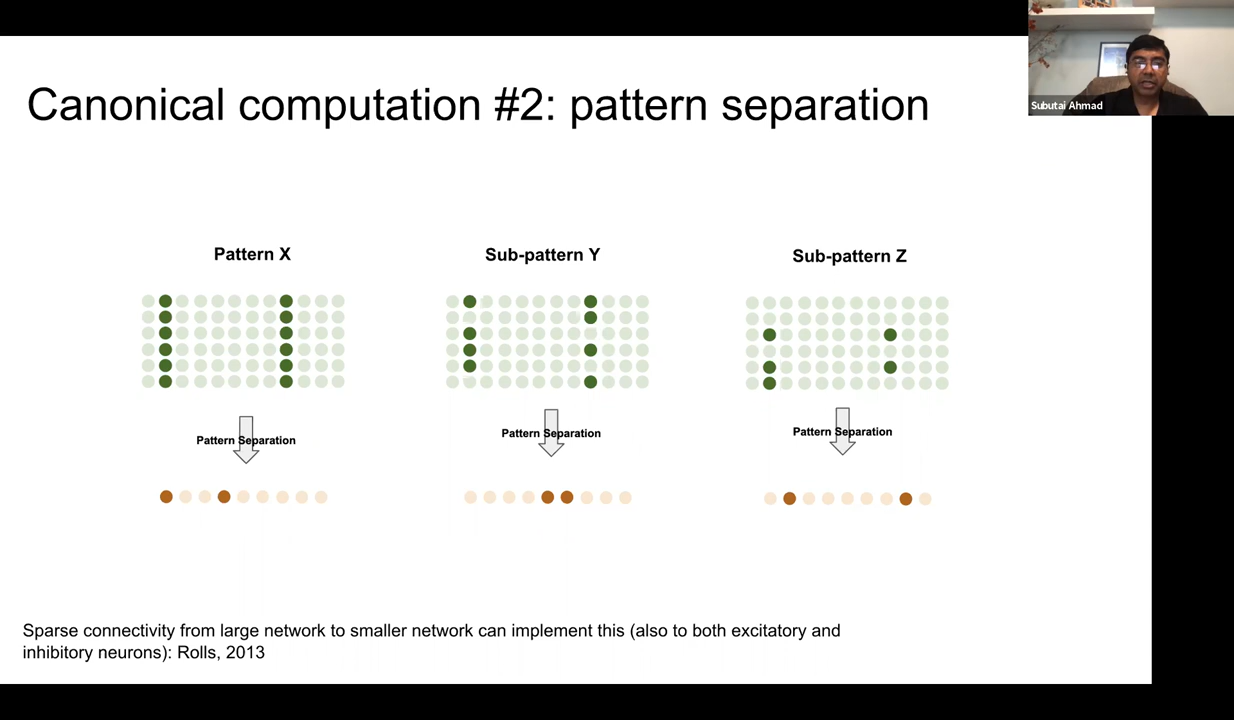 Canonical computation #2: pattern separation
Subutai Ahmad
Pattern X
Sub-pattern Y
Sub-pattern Z
Pattern Separation
Pattern Separation
Pattern Separation
Sparse connectivity from large network to smaller network can implement this (also to both excitatory and
inhibitory neurons): Rolls, 2013